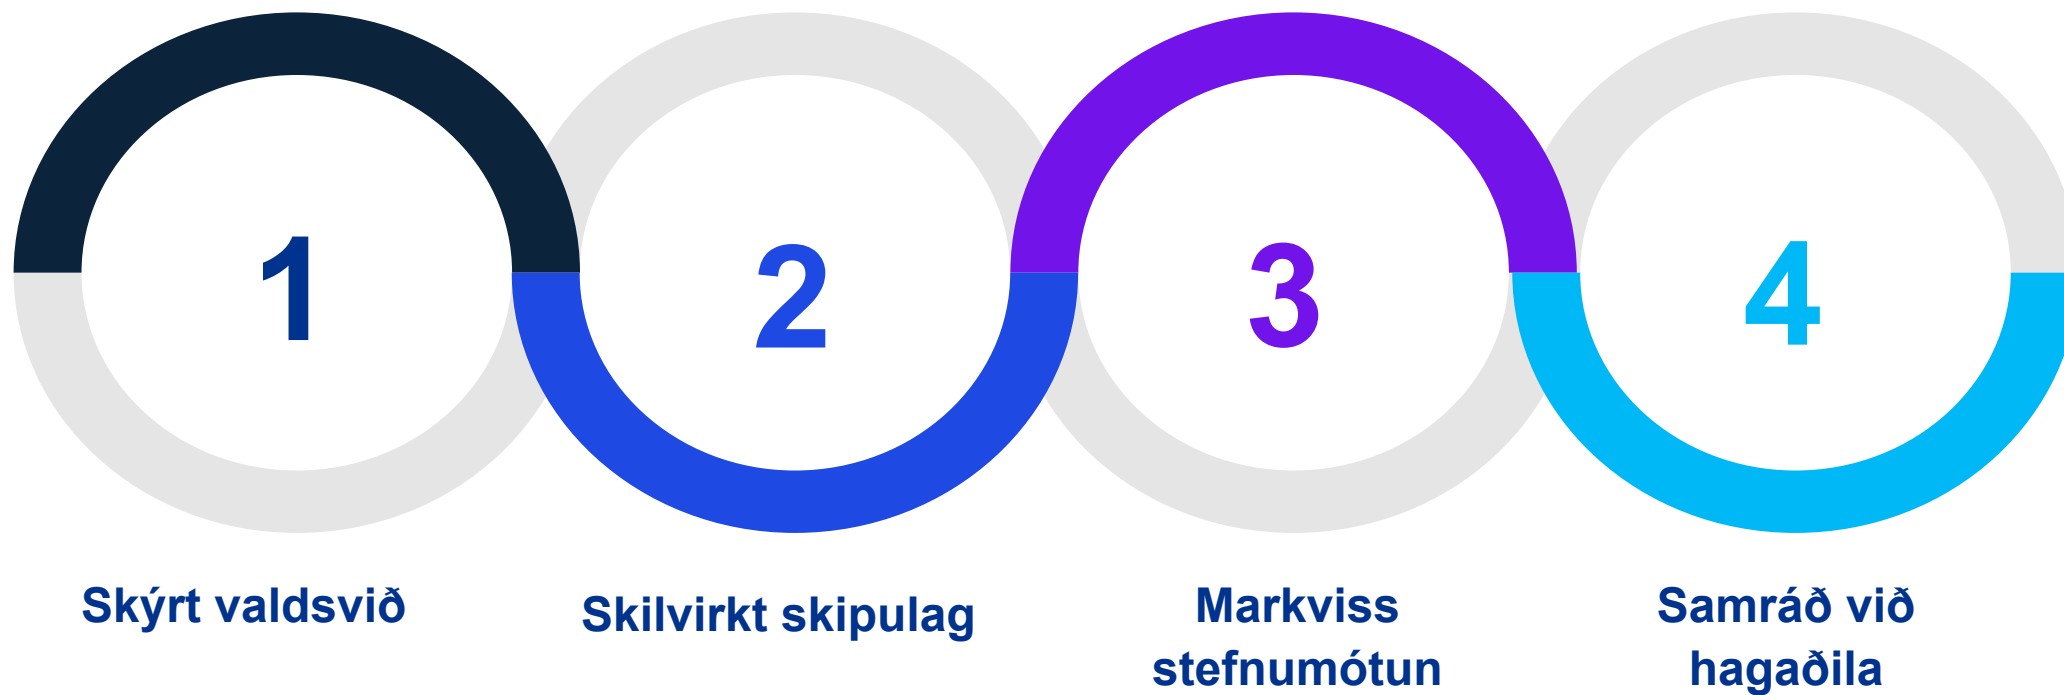 1
2
3
4
Skýrt valdsvið
Skilvirkt skipulag
Markviss
stefnumótun
Samráð við
hagaðila